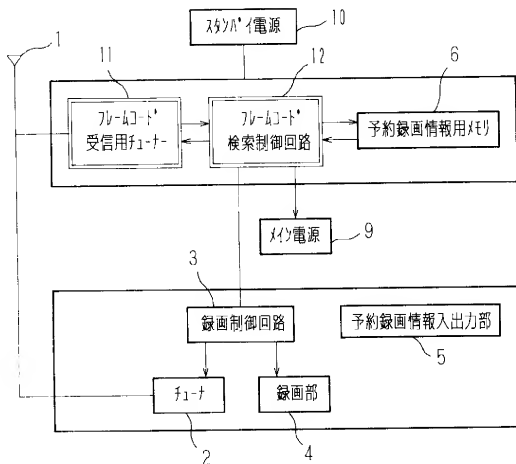 1
ｽﾀﾝﾊﾞｲ電源
10
11
12
6
ﾌﾚｰﾑｺｰﾄﾞ
受信用ﾁｭｰﾅｰ
ﾌﾚｰﾑｺｰﾄﾞ
検索制御回路
予約録画情報用ﾒﾓﾘ
ﾒｲﾝ電源
9
3
録画制御回路
予約録画情報入出力部
5
ﾁｭｰﾅ
録画部
2
4